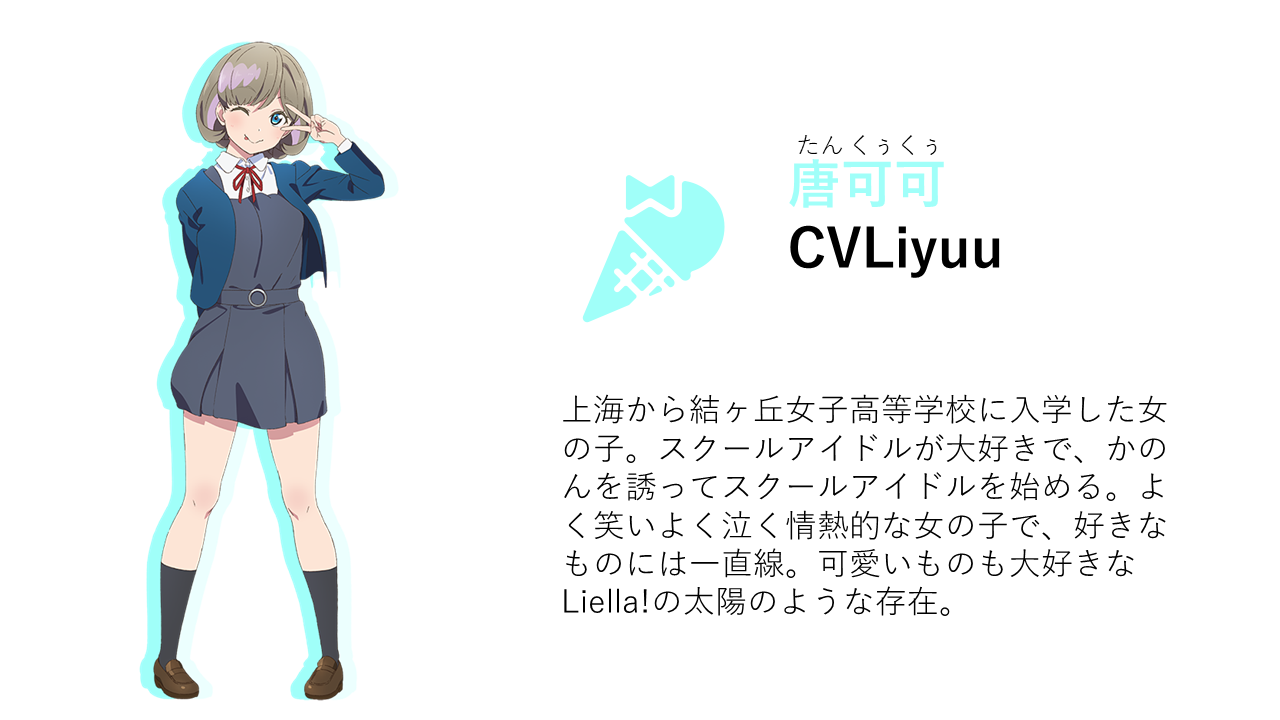 たん くぅくぅ
唐可可
CVLiyuu
上海から結ヶ丘女子高等学校に入学した女
の子。スクールアイドルが大好きで、かの
んを誘ってスクールアイドルを始める。よ
く笑いよく泣く情熱的な女の子で、好きな
ものには一直線。可愛いものも大好きな
Liella!の太陽のような存在。